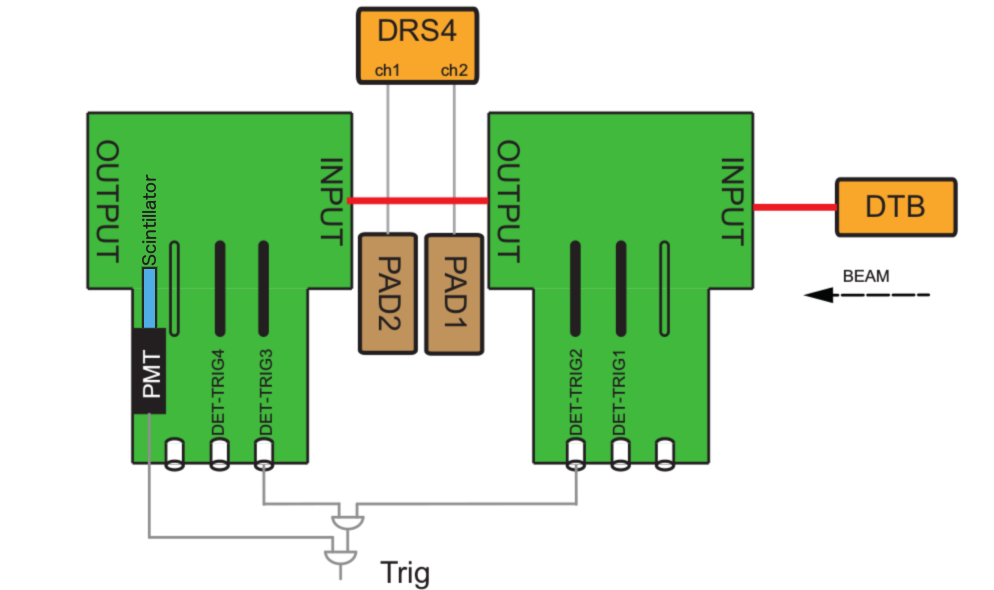 DRS4
ch1 ch2
OUTPUT
Scintillator
INPUT
OUTPUT
INPUT
DTB
PAD2
PAD1
BEAM
PMT
DET-TRIG4
DET-TRIG3
DET-TRIG2
DET-TRIG1
Trig